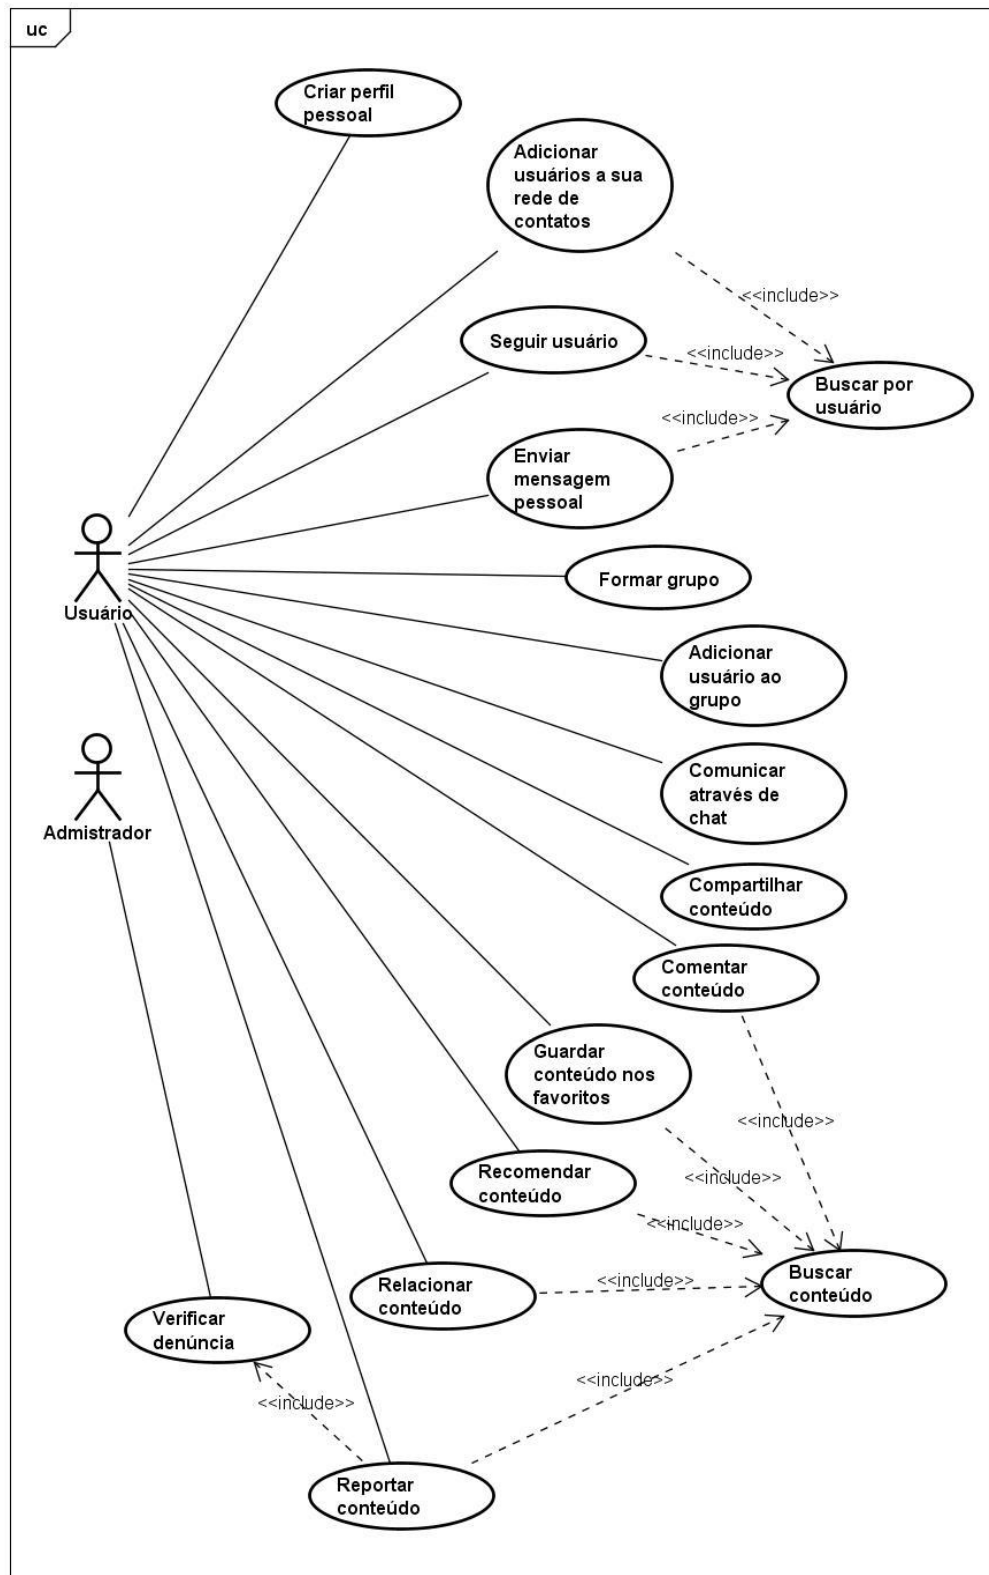 uc
Criar perfil
pessoal
Adicionar
usuários a sua
rede de
contatos
<<include>>
Seguir usuário
<<include>>
Buscar por
usuário
<<include>>
Enviar
mensagem
pessoal
Usuário
Formar grupo
Adicionar
usuário ao
grupo
Admistrador
Comunicar
através de
chat
Compartilhar
conteúdo
Comentar
conteúdo
Guardar
conteúdo nos
favoritos
<<include>>
<<include>>
Recomendar
conteúdo
<<include>>
Relacionar
conteúdo
<<include>>
Buscar
conteúdo
Verificar
denúncia
<<include>>
<<include>>
Reportar
conteúdo